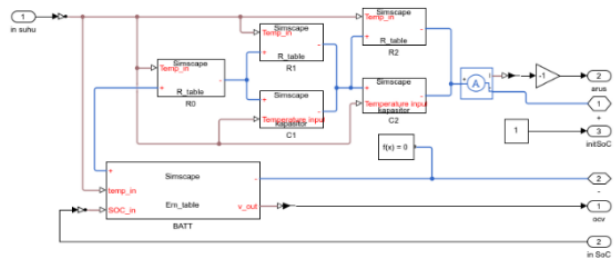 1
in suhu
Simscape
Temp_in
+
-
R_table
R0
Simscape
Temp_in
+
-
R_table
R1
Simscape
+
-
Temperature input
kapasitor
C1
Simscape
Temp_in
+
-
R_table
R2
Simscape
+
-
Temperature input
kapasitor
C2
A
+
-
I
-1
2
arus
1
+
1
3
initSoC
f(x) = 0
Simscape
+
-
temp_in
SOC_in
Em_table
v_out
BATT
2
-
1
ocv
2
in SoC